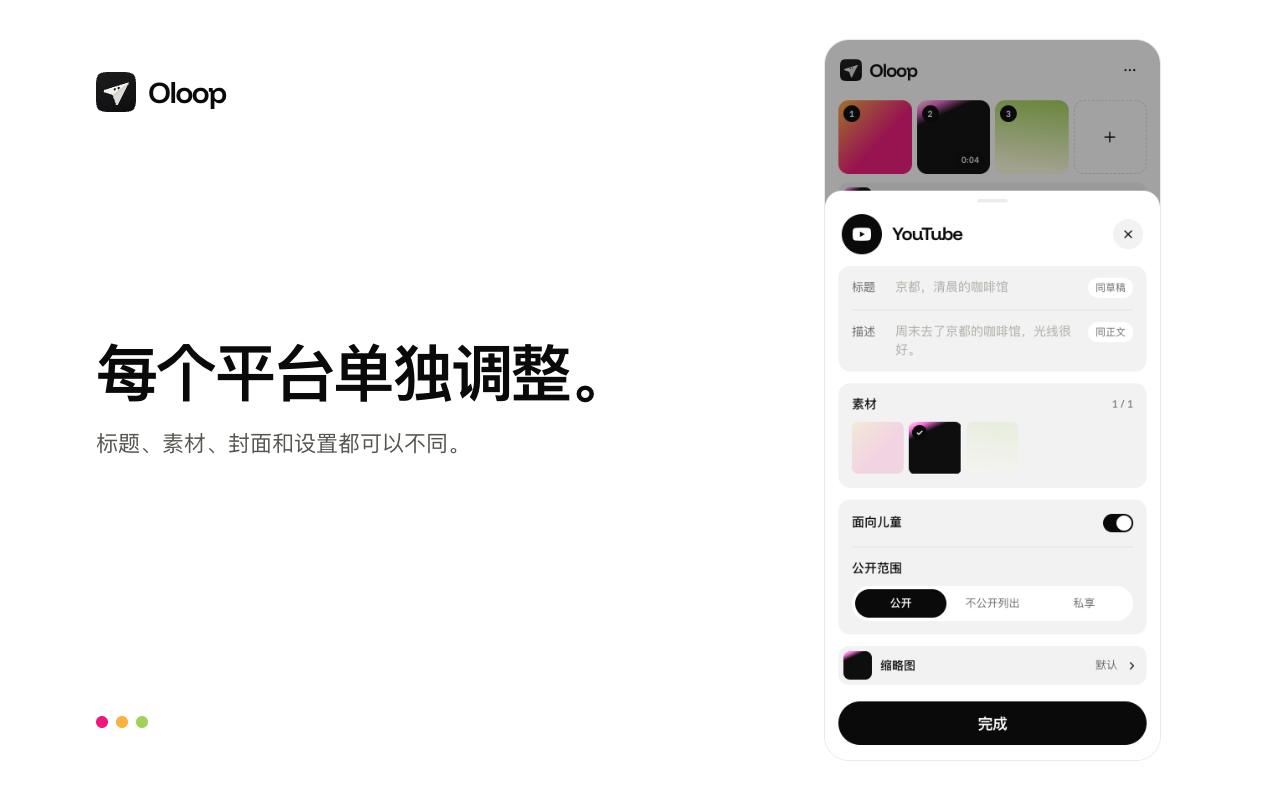 Oloop
每个平台单独调整。
标题、素材、封面和设置都可以不同。
Oloop
1
2
3
0:04
YouTube
标题 京都，清晨的咖啡馆 同草稿
描述 周末去了京都的咖啡馆，光线很 同正文
好。
素材 1 / 1
面向儿童
公开范围
公开 不公开列出 私享
缩略图 默认
完成